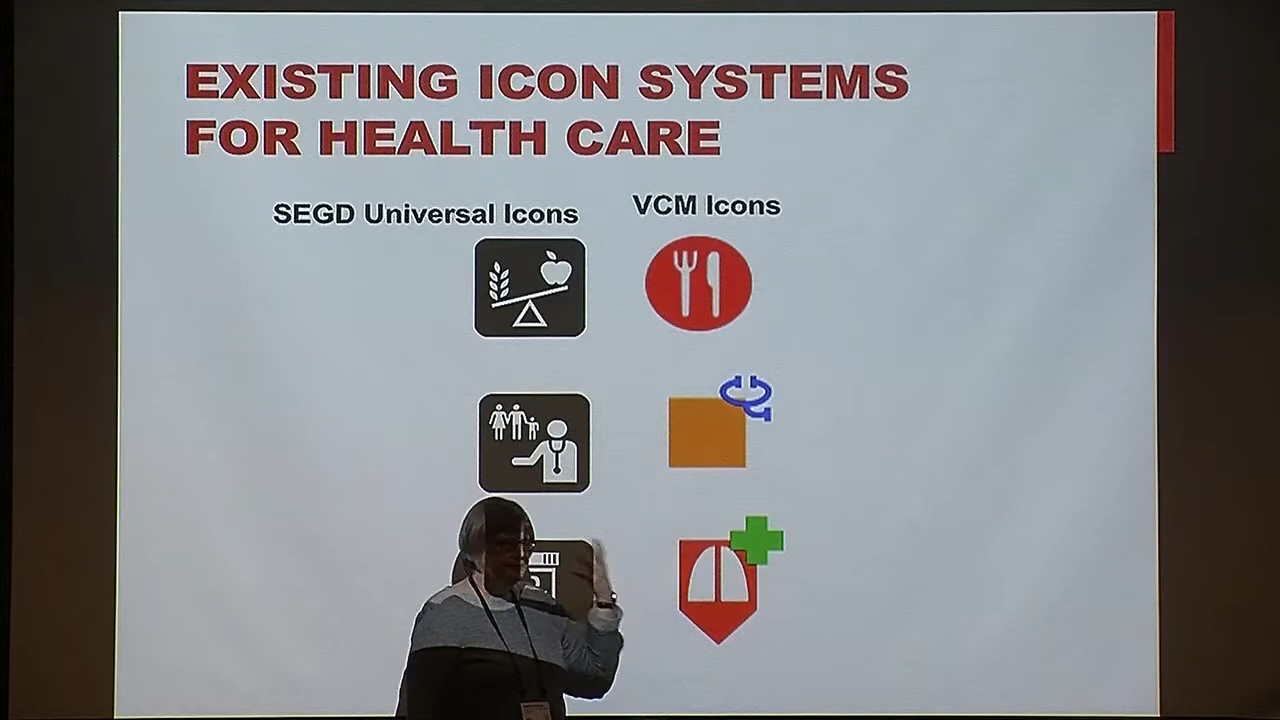 EXISTING ICON SYSTEMS
FOR HEALTH CARE
SEGD Universal Icons
VCM Icons